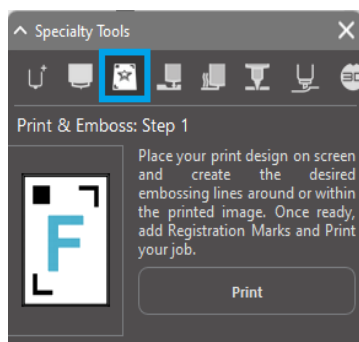 Specialty Tools
Print & Emboss: Step 1
Place your print design on screen
and create the desired
embossing lines around or within
the printed image. Once ready,
add Registration Marks and Print
your job.
F
Print